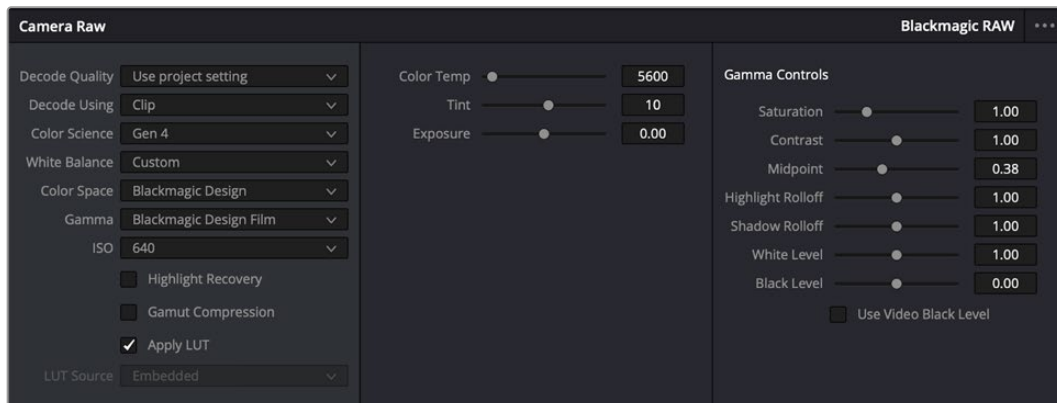 Camera Raw
Blackmagic RAW
Decode Quality Use project setting
Decode Using Clip
Color Science Gen 4
White Balance Custom
Color Space Blackmagic Design
Gamma Blackmagic Design Film
ISO 640
Highlight Recovery
Gamut Compression
Apply LUT
LUT Source Embedded
Color Temp 5600
Tint 10
Exposure 0.00
Gamma Controls
Saturation 1.00
Contrast 1.00
Midpoint 0.38
Highlight Rolloff 1.00
Shadow Rolloff 1.00
White Level 1.00
Black Level 0.00
Use Video Black Level